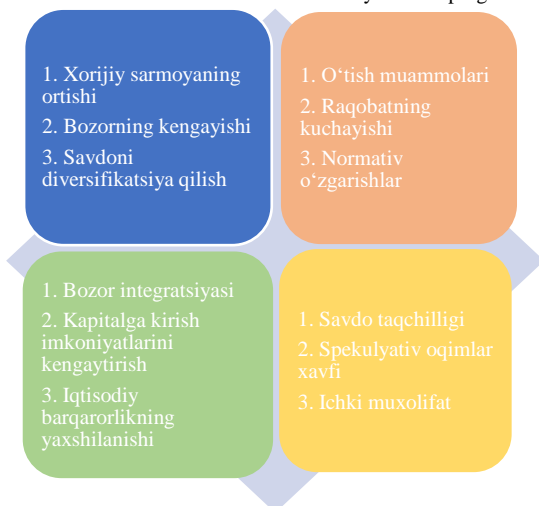 1. Xorijiy sarmoyaning
ortishi
2. Bozorning kengayishi
3. Savdoni
diversifikatsiya qilish
1. O‘tish muammolari
2. Raqobatning
kuchayishi
3. Normativ
o‘zgarishlar
1. Bozor integratsiyasi
2. Kapitalga kirish
imkoniyatlarini
kengaytirish
3. Iqtisodiy
barqarorlikning
yaxshilanishi
1. Savdo taqchilligi
2. Spekulyativ oqimlar
xavfi
3. Ichki muxolifat